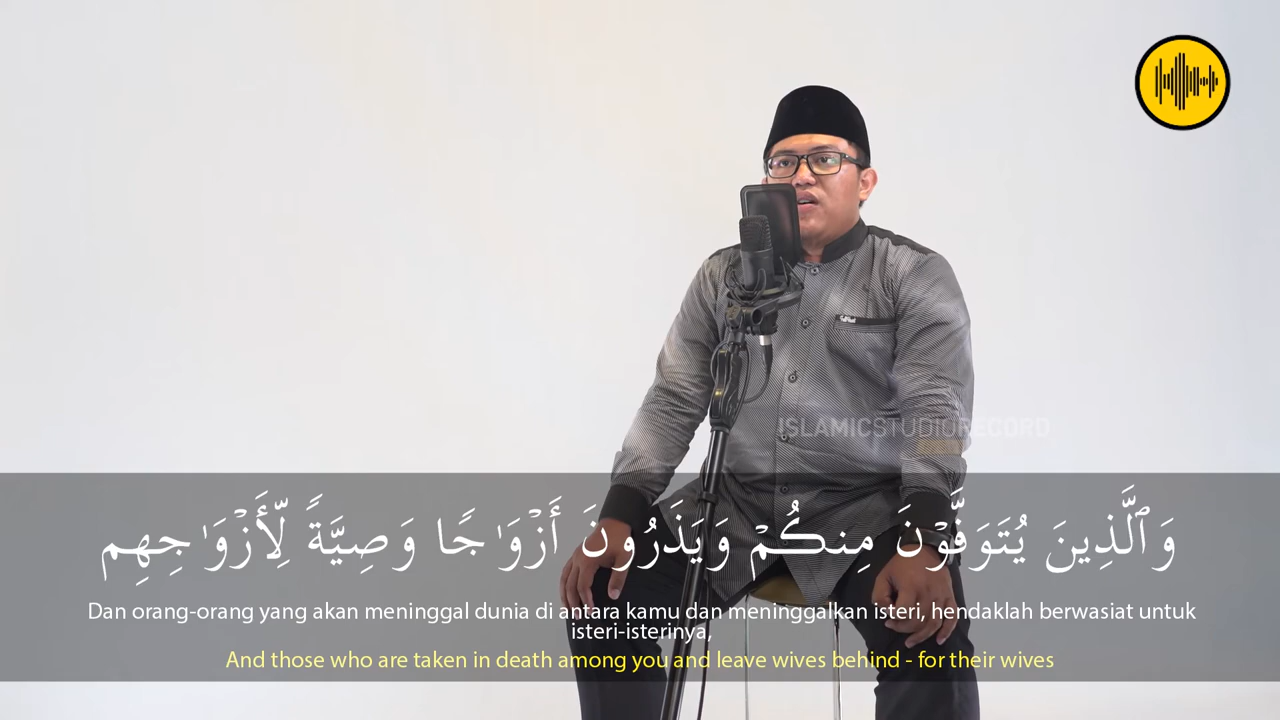 ISLAMICSTUDIORECORD
وَٱلَّذِينَ يُتَوَفَّوْنَ مِنكُمْ وَيَذَرُونَ أَزْوَٰجًا وَصِيَّةً لِّأَزْوَٰجِهِم
Dan orang-orang yang akan meninggal dunia di antara kamu dan meninggalkan isteri, hendaklah berwasiat untuk
isteri-isterinya,
And those who are taken in death among you and leave wives behind - for their wives